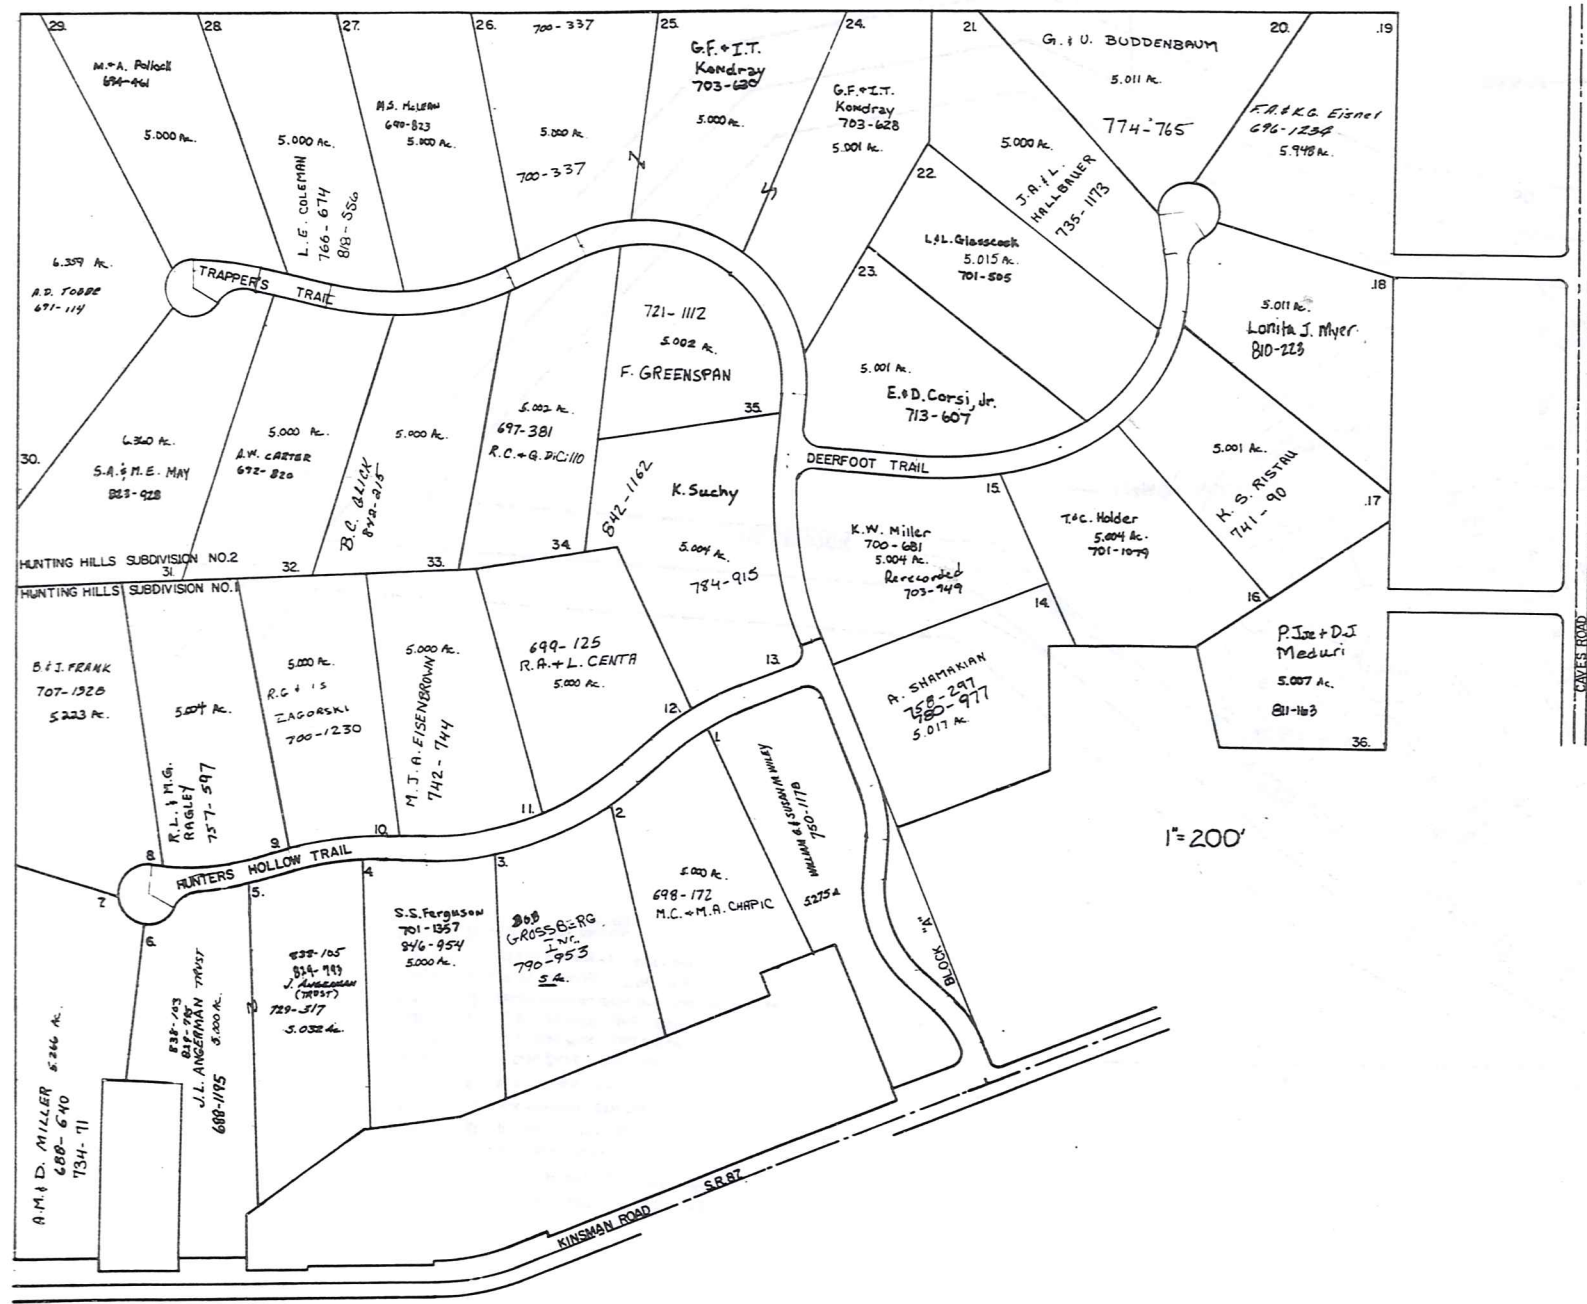 29.
M. & A. Pollack
694-461
5.000 Ac.
28.
5.000 Ac.
L. E. COLEMAN
766-674
818-556
27.
M.S. McLEAN
690-823
5.000 Ac.
26.
700-337
5.000 Ac.
700-337
25.
G.F. & I.T.
Kondray
703-630
5.000 Ac.
24.
G.F. & I.T.
Kondray
703-628
5.001 Ac.
21.
5.000 Ac.
J.A. & L.
HALLBAUER
735-1173
20.
G. & U. BUDDENBAUM
5.011 Ac.
774-765
.19
F.A. & K.G. Eisner
696-1234
5.948 Ac.
22.
L. & L. Glasscock
5.015 Ac.
701-505
23.
5.001 Ac.
E. & D. Corsi, Jr.
713-607
.18
5.011 Ac.
Lonita J. Myer
810-223
6.359 Ac.
A.D. TOBBE
671-114
TRAPPER'S TRAIL
721-1112
5.002 Ac.
F. GREENSPAN
35.
30.
6.360 Ac.
S.A. & M.E. MAY
823-928
5.000 Ac.
A.W. CARTER
692-820
5.000 Ac.
B.C. GLICK
842-215
5.002 Ac.
697-381
R.C. & G. DiCillo
842-1162
K. Suchy
5.004 Ac.
784-915
DEERFOOT TRAIL
15.
K.W. Miller
700-681
5.004 Ac.
Rerecorded
703-949
T. & C. Holder
5.004 Ac.
701-1079
5.001 Ac.
K. S. RISTAU
741-90
.17
HUNTING HILLS SUBDIVISION NO.2
31.
32.
33.
34.
HUNTING HILLS SUBDIVISION NO.1
14.
16.
B & J. FRANK
707-1328
5.223 Ac.
5.004 Ac.
R.L. & M.G.
RAGLEY
757-597
5.000 Ac.
R.G & I S
ZAGORSKI
700-1230
5.000 Ac.
M. J. A. EISENBROWN
742-744
699-125
R.A. & L. CENTA
5.000 Ac.
13.
12.
A. SHAMAKIAN
758-297
780-977
5.017 Ac.
P. Joe & D.J
Meduri
5.007 Ac.
811-163
36.
CAVES ROAD
1"=200'
8.
9.
10.
11.
HUNTERS HOLLOW TRAIL
7.
6.
5.
4.
3.
2.
1.
WILLIAM G & SUSAN M WILEY
750-1178
5.275 A
5.000 Ac.
698-172
M.C. & M.A. CHAPIC
BOB
GROSSBERG
INC.
790-953
5 Ac.
S.S. Ferguson
701-1357
846-954
5.000 Ac.
838-105
829-793
J. ANGERMAN
(TRUST)
729-317
5.032 Ac.
838-103
829-795
J.L. ANGERMAN TRUST
5.000 Ac.
688-1195
A.M. & D. MILLER
5.266 Ac.
688-640
734-71
BLOCK "A"
KINSMAN ROAD
S.R. 87